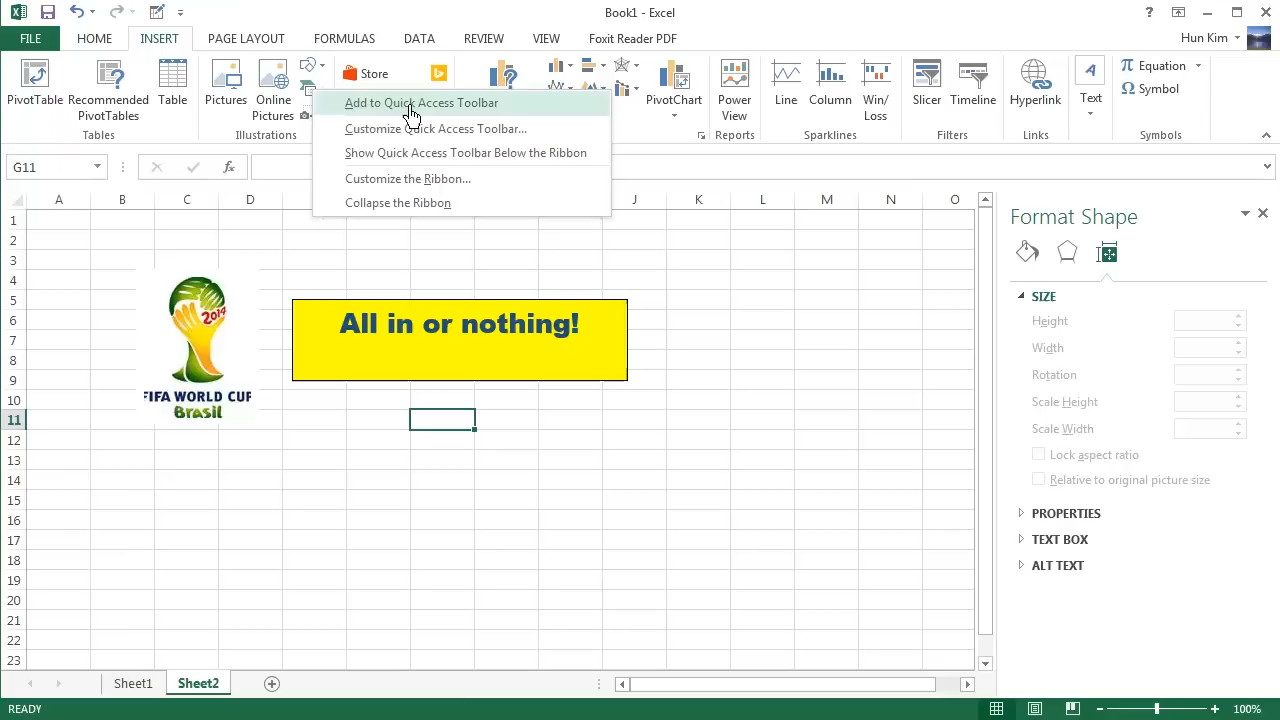 Book1 - Excel
FILE HOME INSERT PAGE LAYOUT FORMULAS DATA REVIEW VIEW Foxit Reader PDF Hun Kim
PivotTable
Recommended
PivotTables
Table
Tables
Pictures
Online
Pictures
Illustrations
Store
PivotChart
Power
View
Reports
Line
Column
Win/
Loss
Sparklines
Slicer
Timeline
Filters
Hyperlink
Links
Text
Equation
Symbol
Symbols
Add to Quick Access Toolbar
Customize Quick Access Toolbar...
Show Quick Access Toolbar Below the Ribbon
Customize the Ribbon...
Collapse the Ribbon
G11
fx
A B C D J K L M N O
1
2
3
4
5
6
7
8
9
10
11
12
13
14
15
16
17
18
19
20
21
22
23
2014
FIFA WORLD CUP
Brasil
All in or nothing!
Format Shape
SIZE
Height
Width
Rotation
Scale Height
Scale Width
Lock aspect ratio
Relative to original picture size
PROPERTIES
TEXT BOX
ALT TEXT
Sheet1 Sheet2
READY 100%